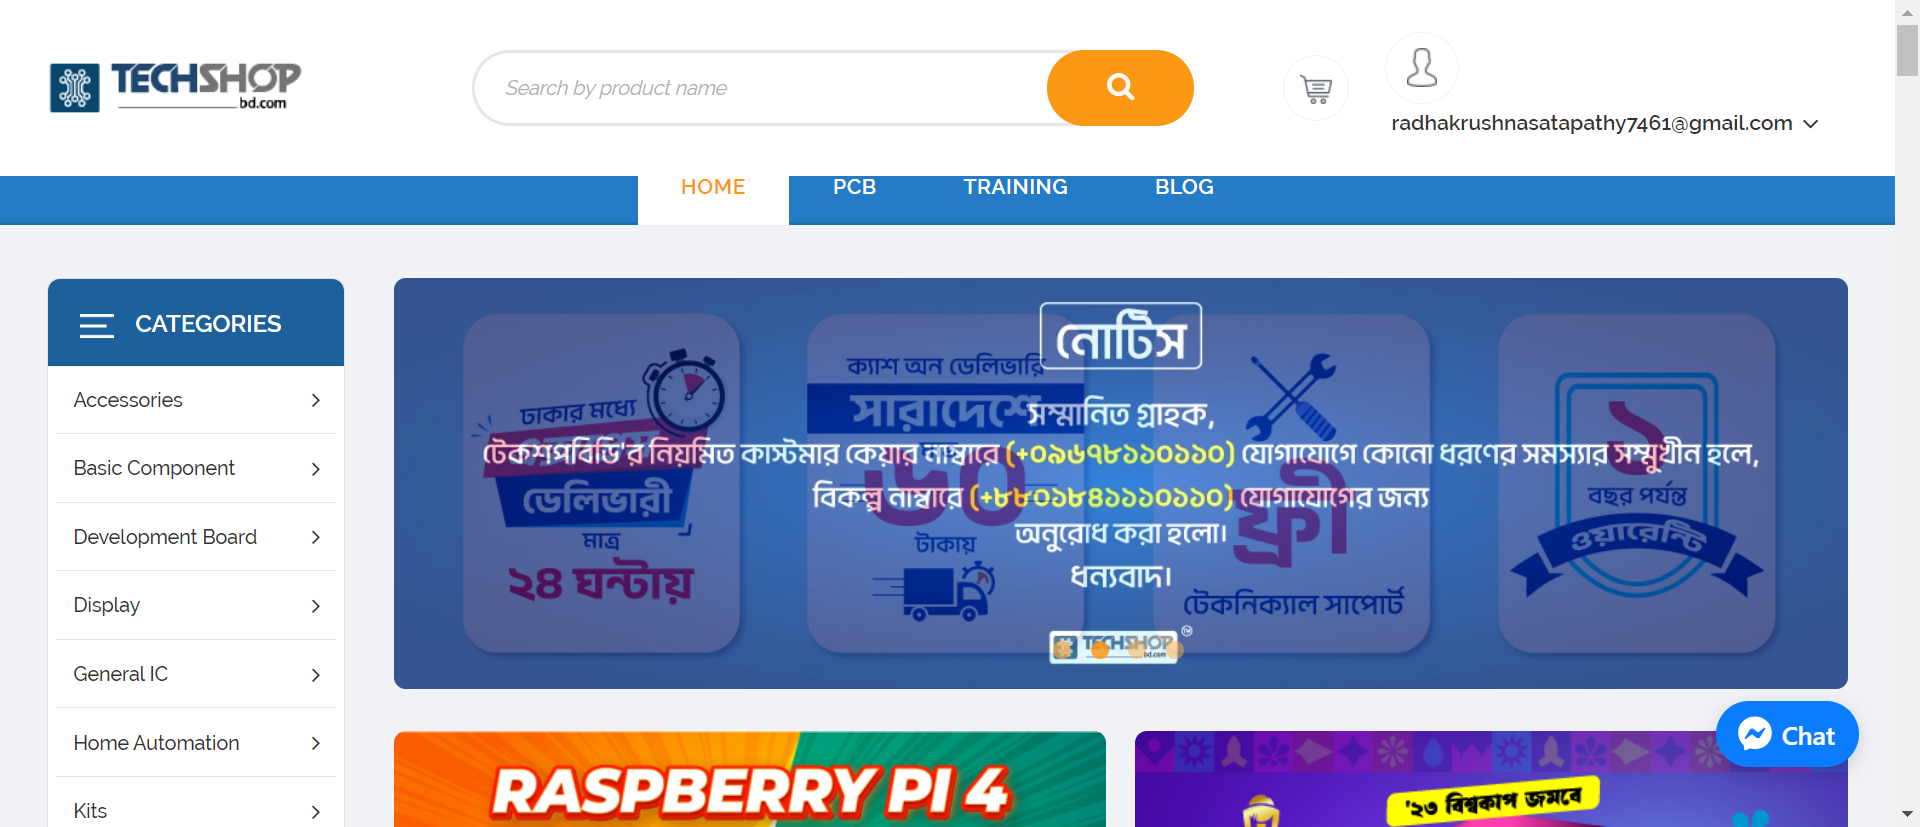 TECHSHOP
bd.com
Search by product name
radhakrushnasatapathy7461@gmail.com
HOME
PCB
TRAINING
BLOG
CATEGORIES
Accessories
Basic Component
Development Board
Display
General IC
Home Automation
Kits
নোটিস
সম্মানিত গ্রাহক,
টেকশপবিডি'র নিয়মিত কাস্টমার কেয়ার নাম্বারে (+০৯৬৭৮১১০১১০) যোগাযোগে কোনো ধরণের সমস্যার সম্মুখীন হলে,
বিকল্প নাম্বারে (+৮৮০১৮৪১১১০১১০) যোগাযোগের জন্য
অনুরোধ করা হলো।
ধন্যবাদ।
TECHSHOP
bd.com
TM
ঢাকার মধ্যে
ডেলিভারী
মাত্র
২৪ ঘন্টায়
ক্যাশ অন ডেলিভারি
সারাদেশে
মাত্র
৬০
টাকায়
ফ্রী
টেকনিক্যাল সাপোর্ট
১
বছর পর্যন্ত
ওয়ারেন্টি
RASPBERRY PI 4
'২৩ বিশ্বকাপ জমবে
Chat